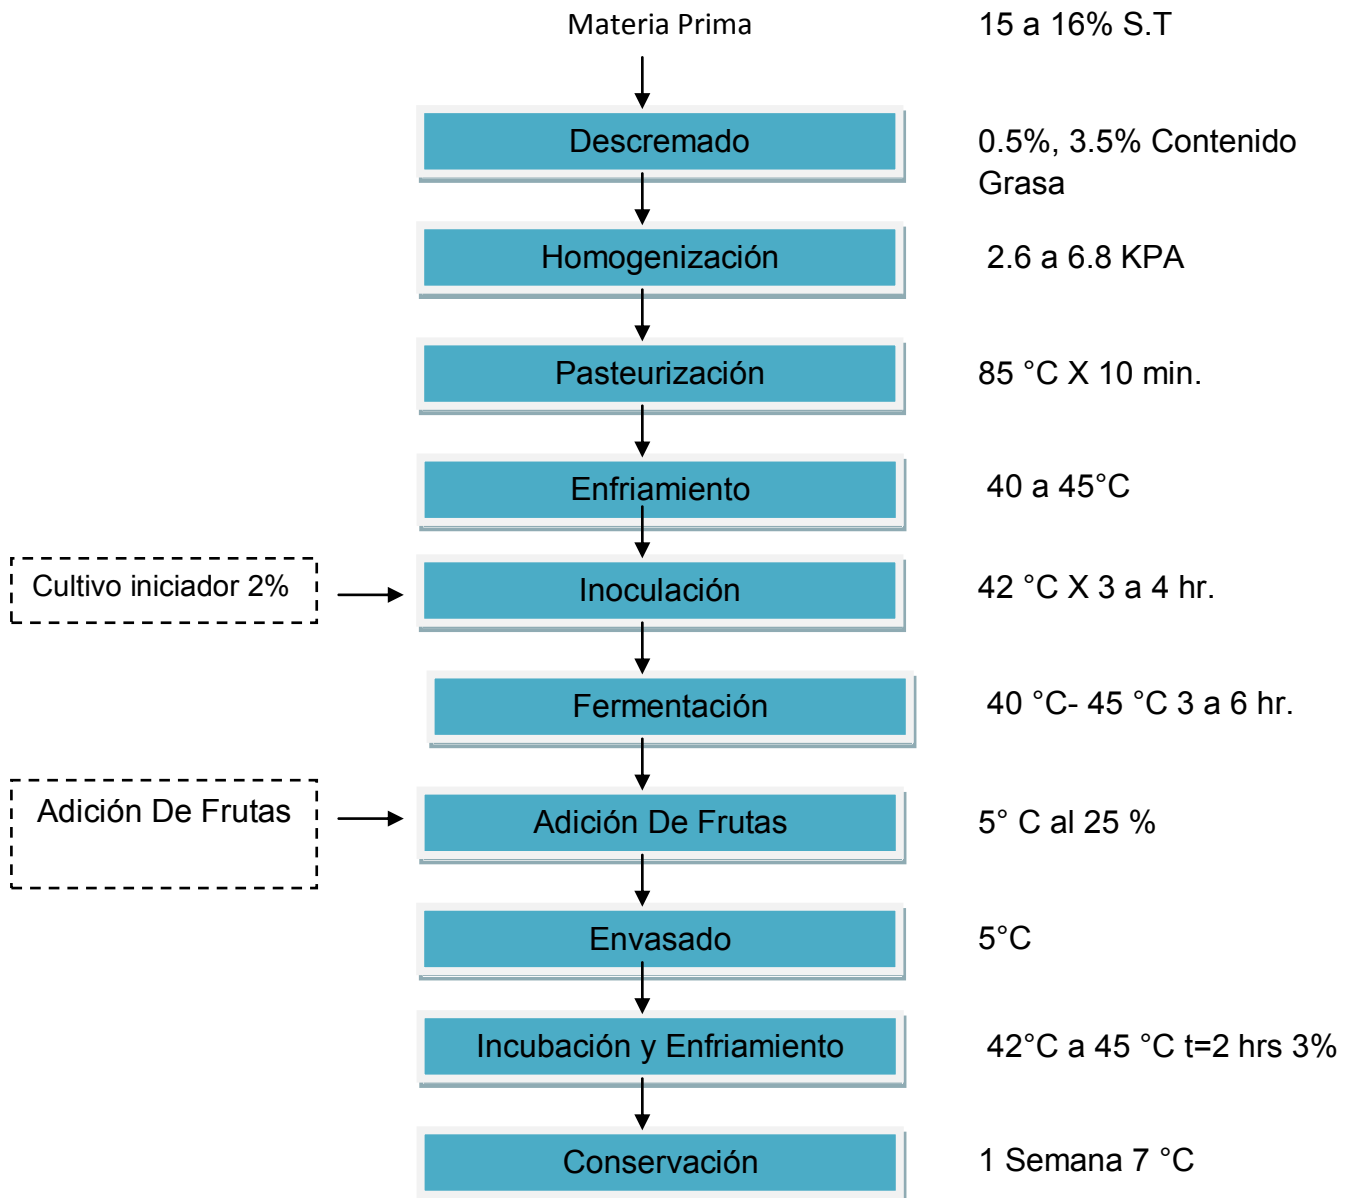 Materia Prima
15 a 16% S.T
Descremado
0.5%, 3.5% Contenido
Grasa
Homogenización
2.6 a 6.8 KPA
Pasteurización
85 °C X 10 min.
Enfriamiento
40 a 45°C
Cultivo iniciador 2%
Inoculación
42 °C X 3 a 4 hr.
Fermentación
40 °C- 45 °C 3 a 6 hr.
Adición De Frutas
Adición De Frutas
5° C al 25 %
Envasado
5°C
Incubación y Enfriamiento
42°C a 45 °C t=2 hrs 3%
Conservación
1 Semana 7 °C